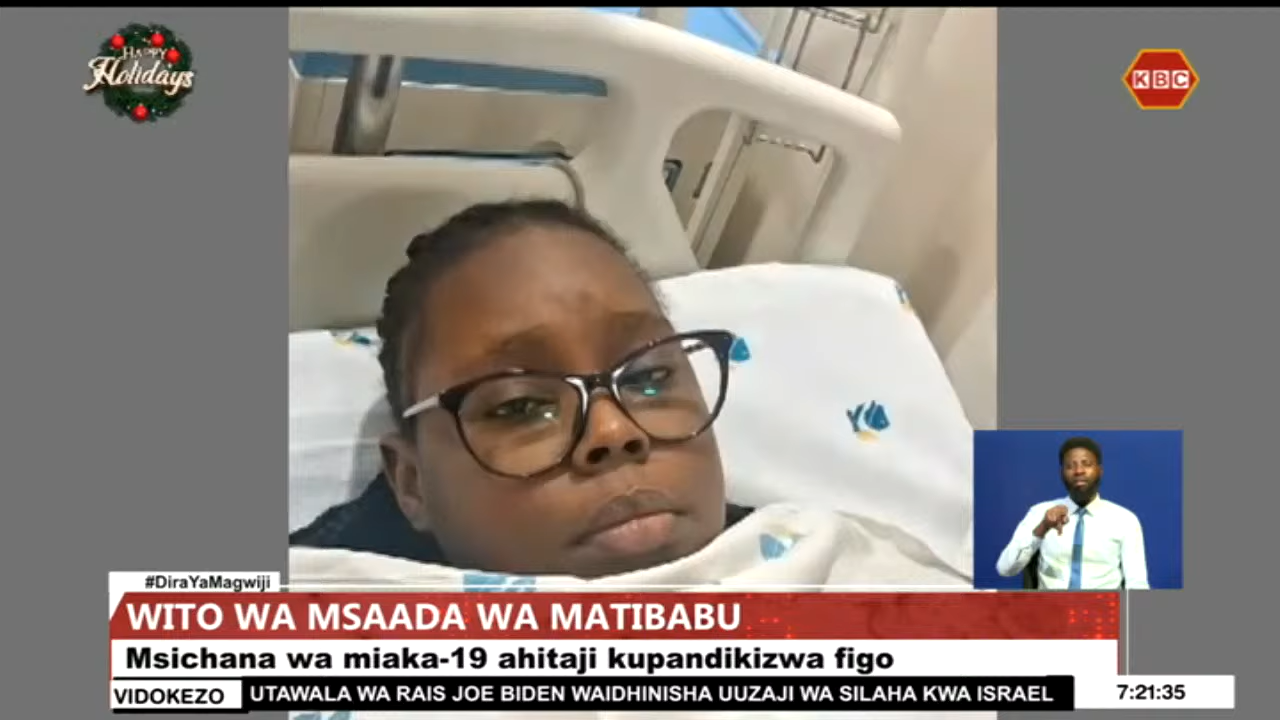 HAPPY
Holidays
KBC
#DiraYaMagwiji
WITO WA MSAADA WA MATIBABU
Msichana wa miaka-19 ahitaji kupandikizwa figo
VIDOKEZO UTAWALA WA RAIS JOE BIDEN WAIDHINISHA UUZAJI WA SILAHA KWA ISRAEL 7:21:35